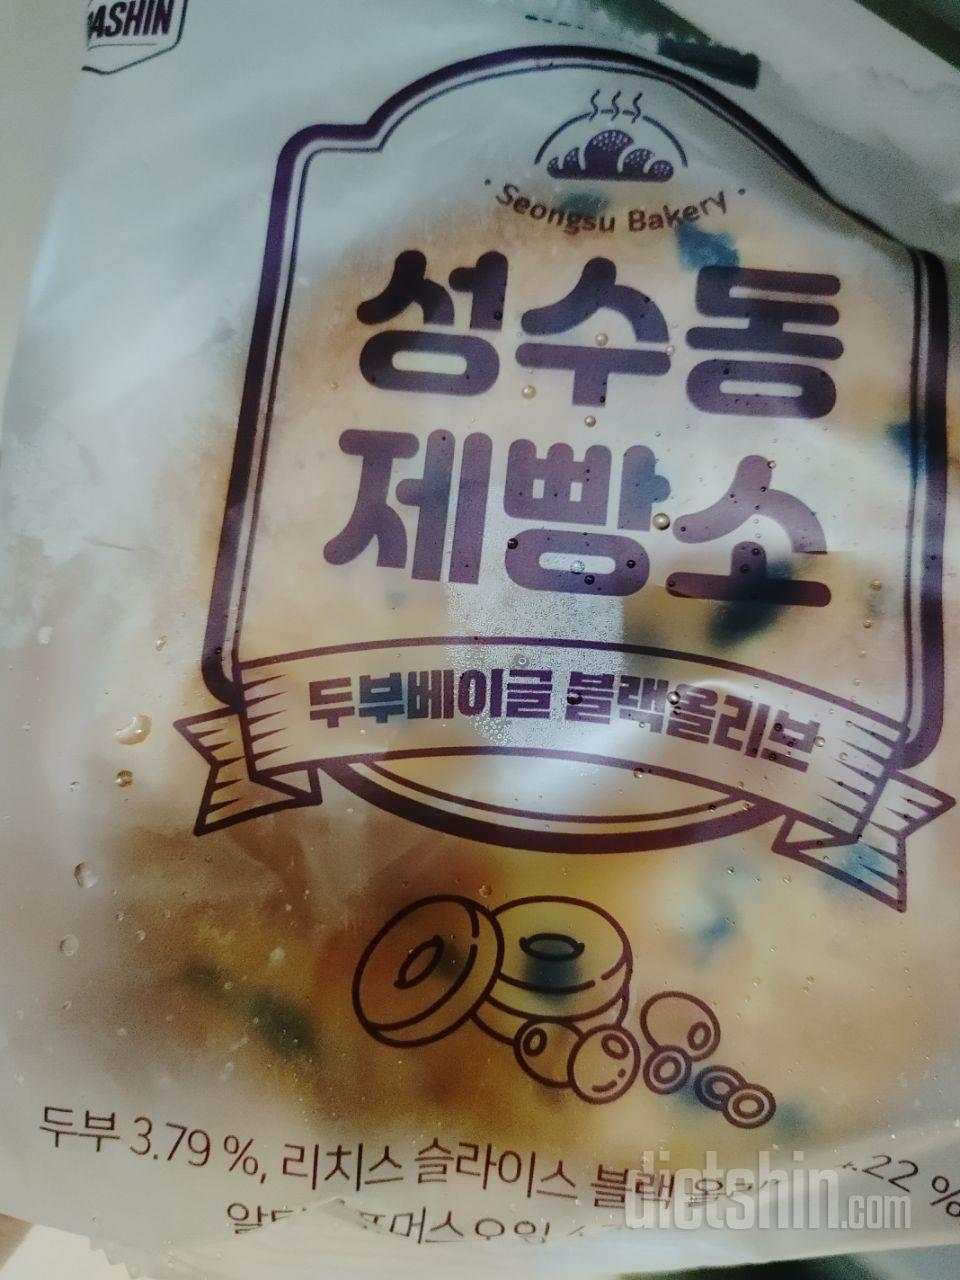 ASHIN
Seongsu Bakery
성수동
제빵소
두부베이글 블랙올리브
두부 3.79 %, 리치스 슬라이스 블랙 22 %
dietshin.com